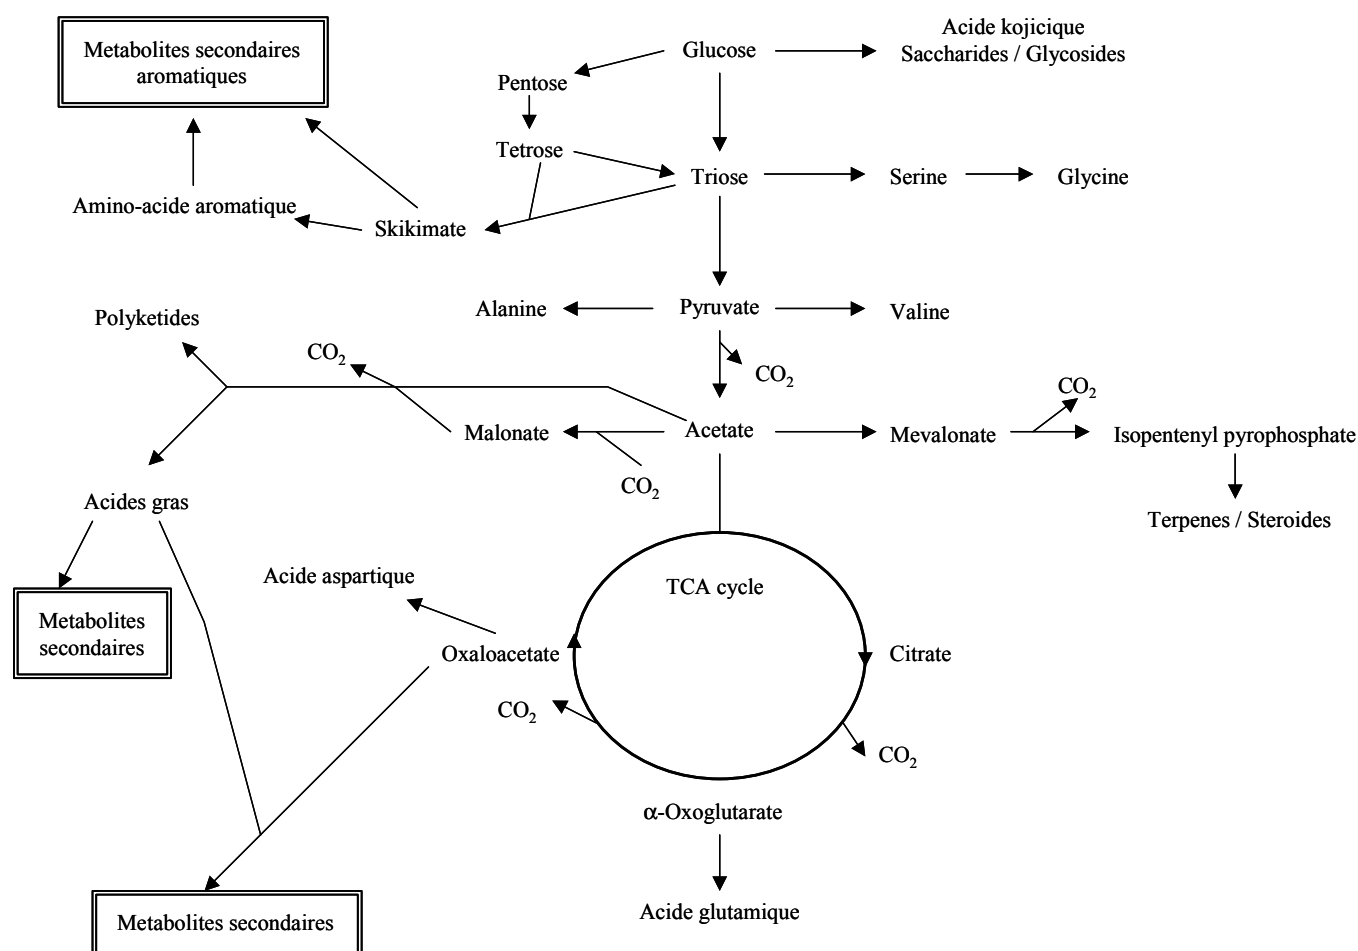 Metabolites secondaires
aromatiques
Glucose
Acide kojicique
Saccharides / Glycosides
Pentose
Tetrose
Triose
Serine
Glycine
Amino-acide aromatique
Skikimate
Alanine
Pyruvate
Valine
Polyketides
CO₂
CO₂
CO₂
Malonate
Acetate
Mevalonate
Isopentenyl pyrophosphate
CO₂
Acides gras
Terpenes / Steroides
Acide aspartique
TCA cycle
Metabolites
secondaires
Oxaloacetate
Citrate
CO₂
CO₂
α-Oxoglutarate
Acide glutamique
Metabolites secondaires